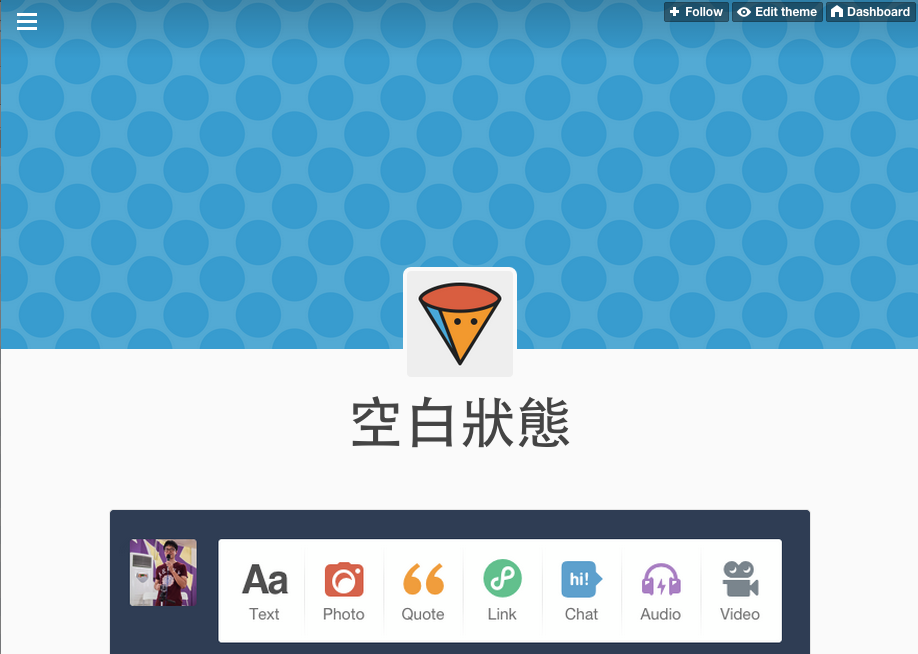 Follow Edit theme Dashboard
空白狀態
Aa
hi!
Text Photo Quote Link Chat Audio Video